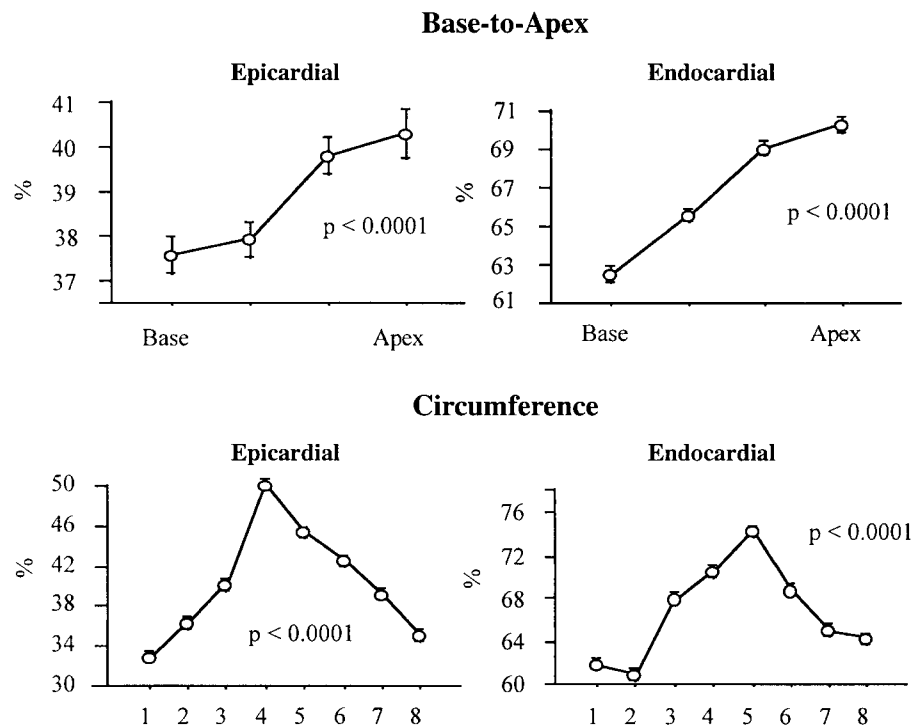 Base-to-Apex
Epicardial
Endocardial
41
40
39
38
37
%
p < 0.0001
Base
Apex
71
69
67
65
63
61
%
p < 0.0001
Base
Apex
Circumference
Epicardial
Endocardial
50
46
42
38
34
30
%
p < 0.0001
1 2 3 4 5 6 7 8
76
72
68
64
60
%
p < 0.0001
1 2 3 4 5 6 7 8